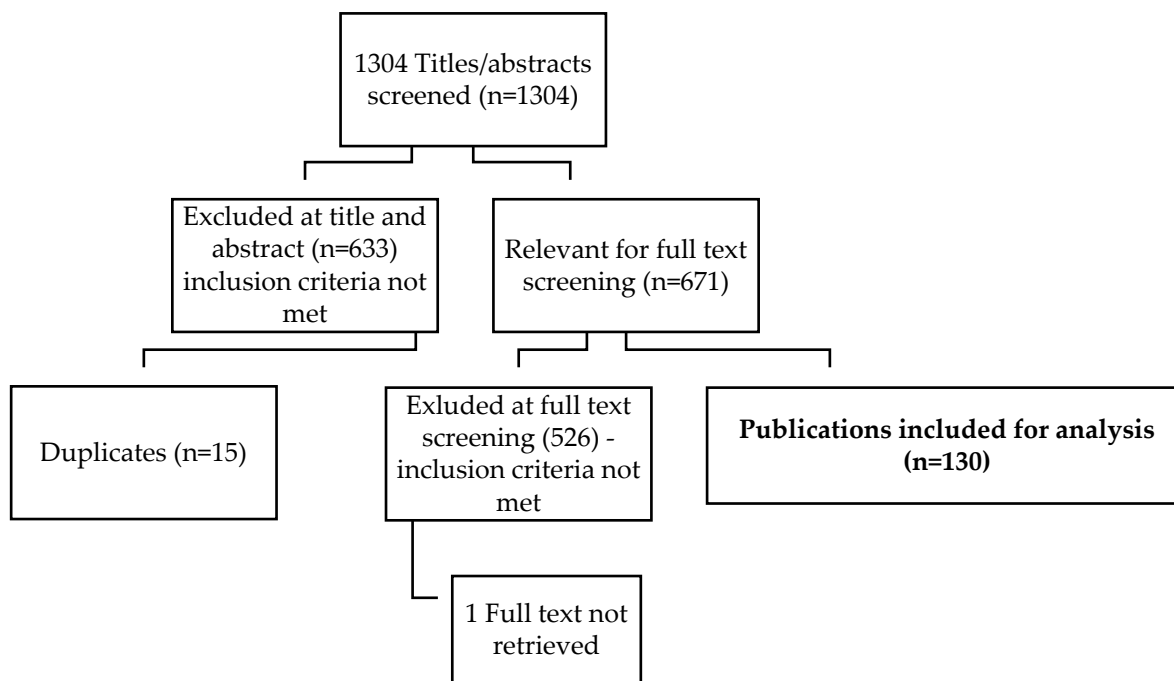 1304 Titles/abstracts
screened (n=1304)
Excluded at title and
abstract (n=633)
inclusion criteria not
met
Relevant for full text
screening (n=671)
Duplicates (n=15)
Exluded at full text
screening (526) -
inclusion criteria not
met
Publications included for analysis
(n=130)
1 Full text not
retrieved